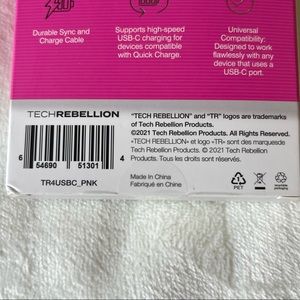 Durable Sync and
Charge Cable
Supports high-speed
USB-C charging for
devices compatible
with Quick Charge.
Universal
Compatibility:
Designed to work
flawlessly with any
device that uses a
USB-C port.
TECHREBELLION
"TECH REBELLION" and "TR" logos are trademarks
of Tech Rebellion Products.
©2021 Tech Rebellion Products. All Rights Reserved.
«TECH REBELLION» et logo «TR» sont des marques
de Tech Rebellion Products. © 2021 Tech Rebellion
Products. Tous les droits sont réservés.
6 54690 51301 4
TR4USBC_PNK
Made In China
Fabriqué en Chine
1
PET